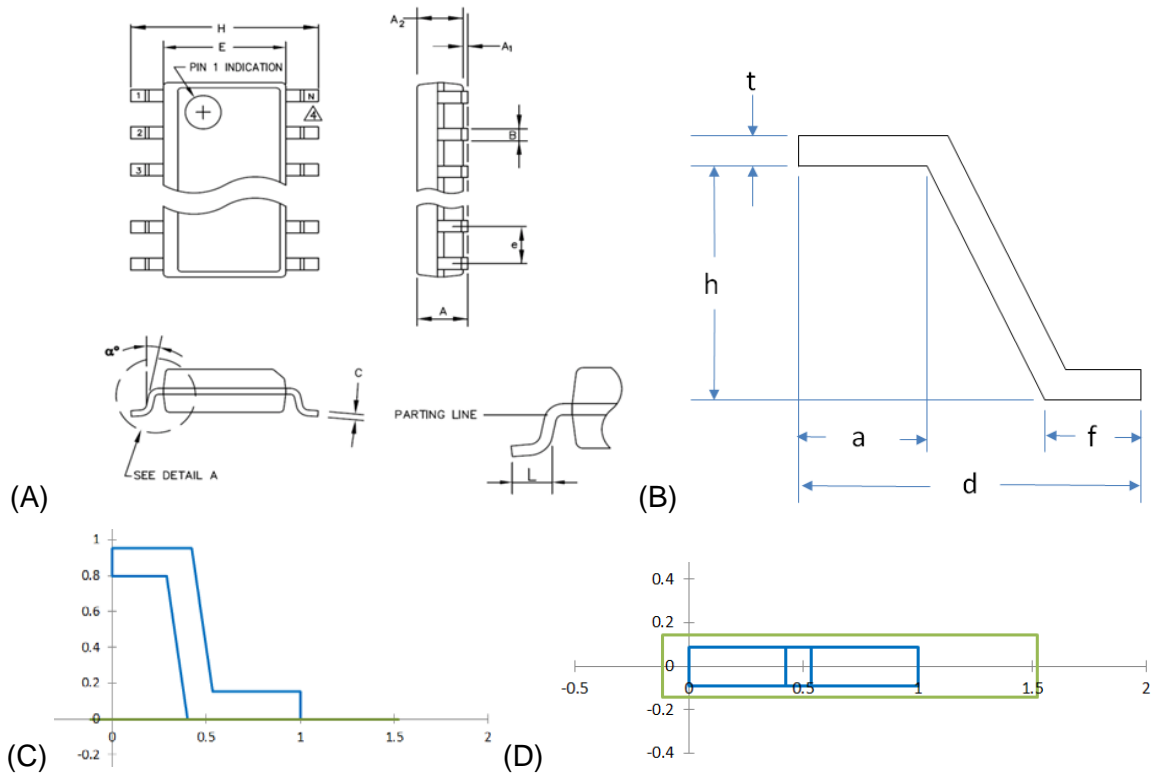 H
E
PIN 1 INDICATION
1
N
4
2
3
A2
A1
B
e
A
α°
C
SEE DETAIL A
PARTING LINE
L
(A)
t
h
a
f
d
(B)
1
0.8
0.6
0.4
0.2
-0
-0.2
0
0.5
1
1.5
2
(C)
0.4
0.2
0
-0.2
-0.4
-0.5
0
0.5
1
1.5
2
(D)